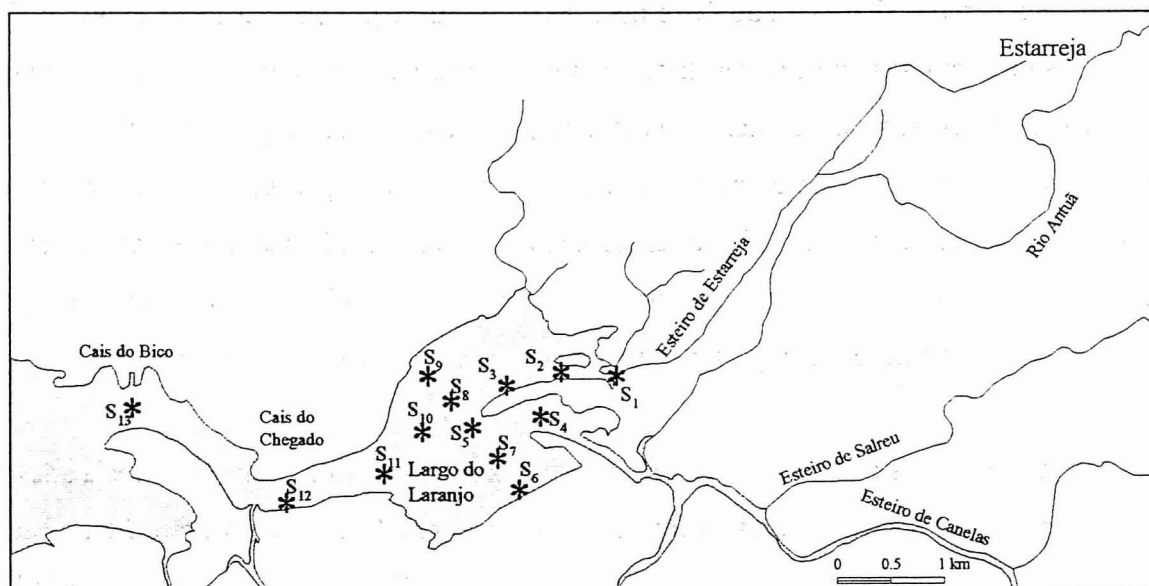 Estarreja
Rio Antuã
Esteiro de Estarreja
Cais do Bico
S9
S3
S2
S1
S8
S13
Cais do
Chegado
S10
S5
S4
S11
Largo do
Laranjo
S7
S6
S12
Esteiro de Salreu
Esteiro de Canelas
0 0.5 1 km